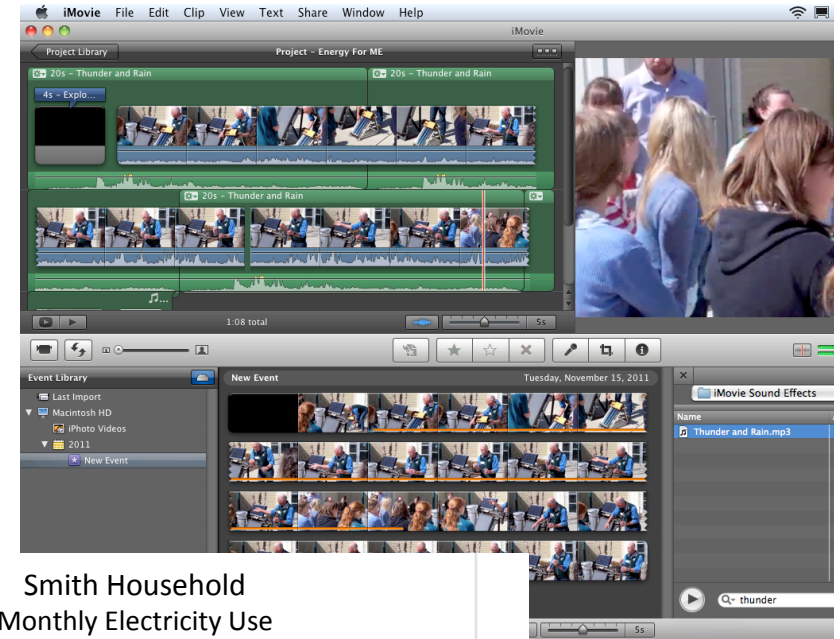 iMovie File Edit Clip View Text Share Window Help
iMovie
Project Library
Project - Energy For ME
20s - Thunder and Rain
20s - Thunder and Rain
4s - Explo...
20s - Thunder and Rain
1:08 total
5s
Event Library
New Event
Tuesday, November 15, 2011
Last Import
Macintosh HD
iPhoto Videos
2011
New Event
iMovie Sound Effects
Name
Thunder and Rain.mp3
thunder
5s
Smith Household
Monthly Electricity Use